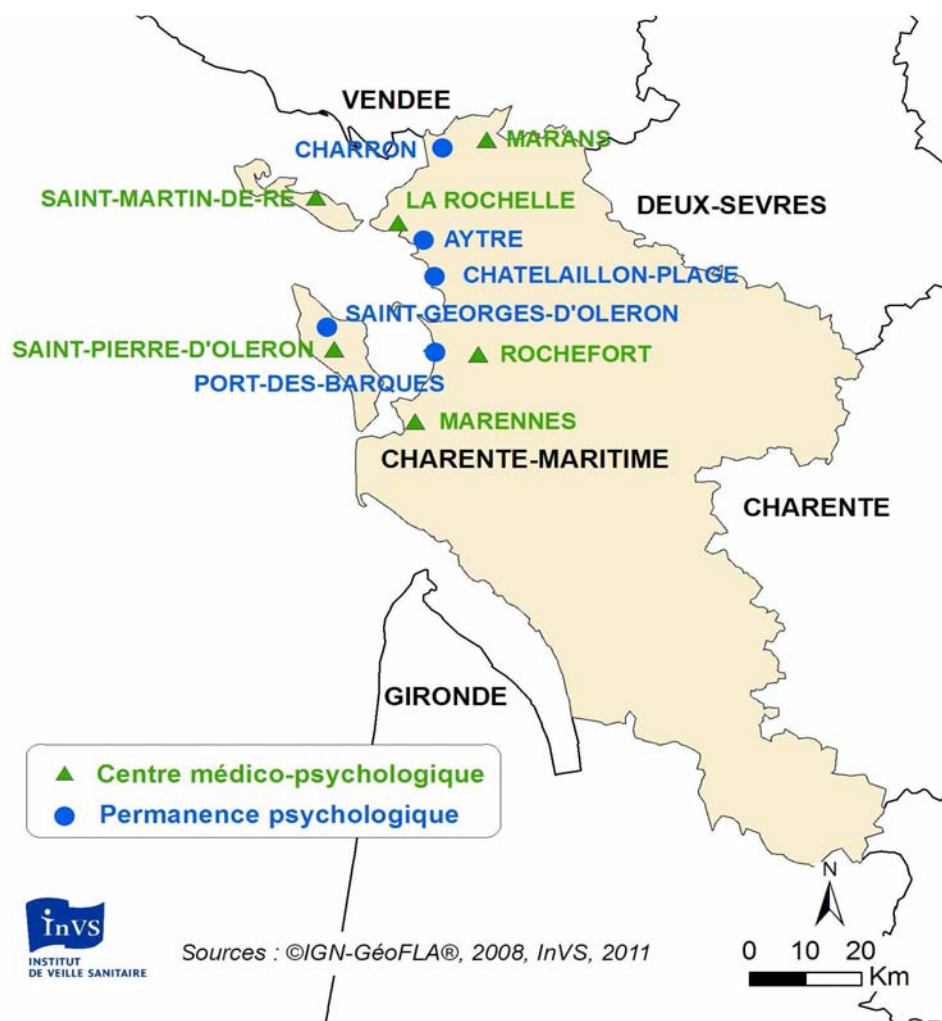 VENDEE
CHARRON
MARANS
SAINT-MARTIN-DE-RE
LA ROCHELLE
DEUX-SEVRES
AYTRE
CHATELAILLON-PLAGE
SAINT-GEORGES-D'OLERON
SAINT-PIERRE-D'OLERON
ROCHEFORT
PORT-DES-BARQUES
MARENNES
CHARENTE-MARITIME
CHARENTE
GIRONDE
Centre médico-psychologique
Permanence psychologique
InVS
INSTITUT
DE VEILLE SANITAIRE
Sources : ©IGN-GéoFLA®, 2008, InVS, 2011
N
0 10 20
Km